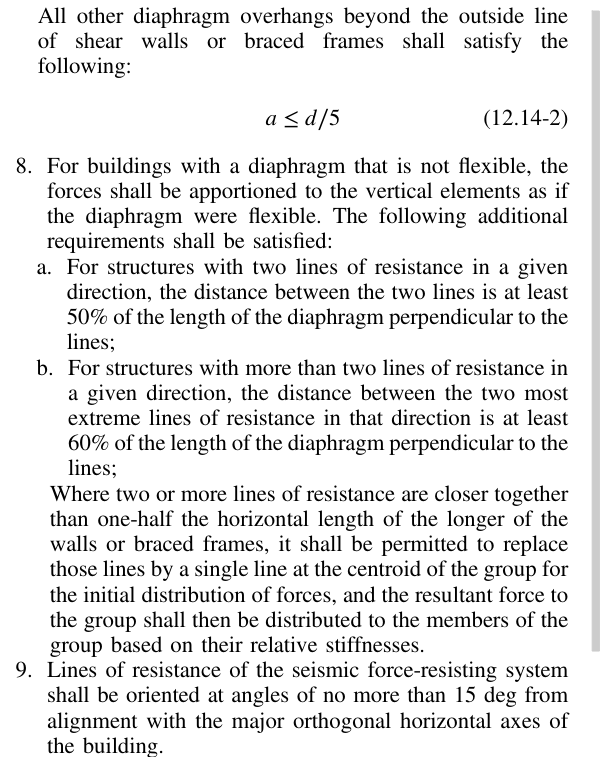 All other diaphragm overhangs beyond the outside line
of shear walls or braced frames shall satisfy the
following:
a ≤ d/5 (12.14-2)
8. For buildings with a diaphragm that is not flexible, the
forces shall be apportioned to the vertical elements as if
the diaphragm were flexible. The following additional
requirements shall be satisfied:
a. For structures with two lines of resistance in a given
direction, the distance between the two lines is at least
50% of the length of the diaphragm perpendicular to the
lines;
b. For structures with more than two lines of resistance in
a given direction, the distance between the two most
extreme lines of resistance in that direction is at least
60% of the length of the diaphragm perpendicular to the
lines;
Where two or more lines of resistance are closer together
than one-half the horizontal length of the longer of the
walls or braced frames, it shall be permitted to replace
those lines by a single line at the centroid of the group for
the initial distribution of forces, and the resultant force to
the group shall then be distributed to the members of the
group based on their relative stiffnesses.
9. Lines of resistance of the seismic force-resisting system
shall be oriented at angles of no more than 15 deg from
alignment with the major orthogonal horizontal axes of
the building.